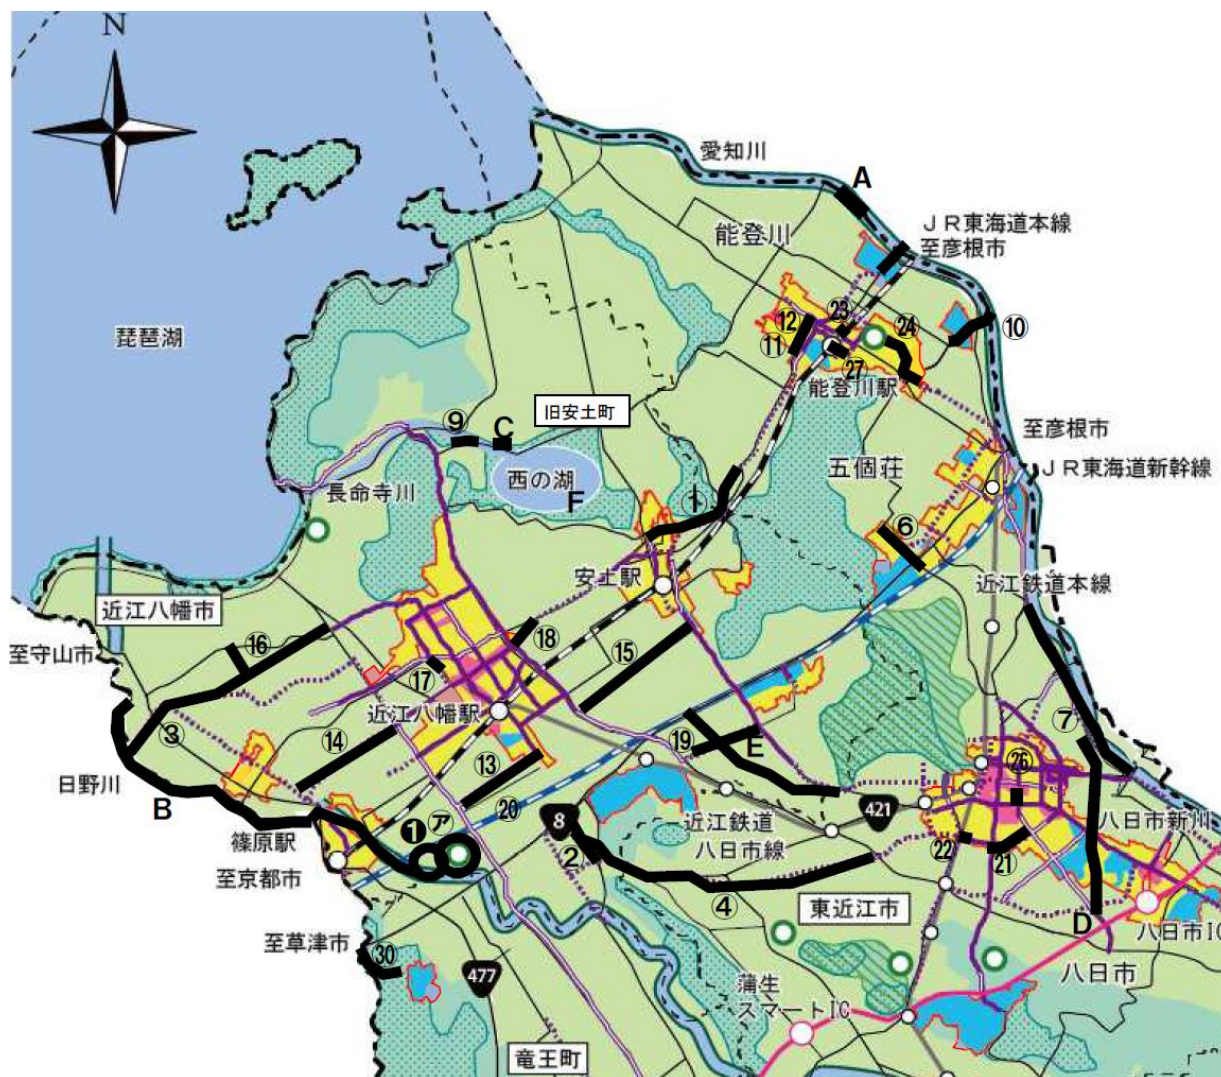 N
愛知川
A
JR東海道本線
至彦根市
能登川
琵琶湖
⑫
㉓
㉔
⑩
⑪
㉗
能登川駅
旧安土町
⑨
C
至彦根市
JR東海道新幹線
五個荘
西の湖
F
長命寺川
①
⑥
安土駅
近江鉄道本線
近江八幡市
⑯
⑱
⑮
至守山市
⑰
近江八幡駅
③
⑦
⑭
⑲
E
⑬
㉖
日野川
B
⑳
8
421
❶
㋐
近江鉄道
八日市線
八日市新川
篠原駅
②
㉒
㉑
至京都市
④
東近江市
D
八日市IC
至草津市
㉚
477
八日市
蒲生
スマートIC
竜王町